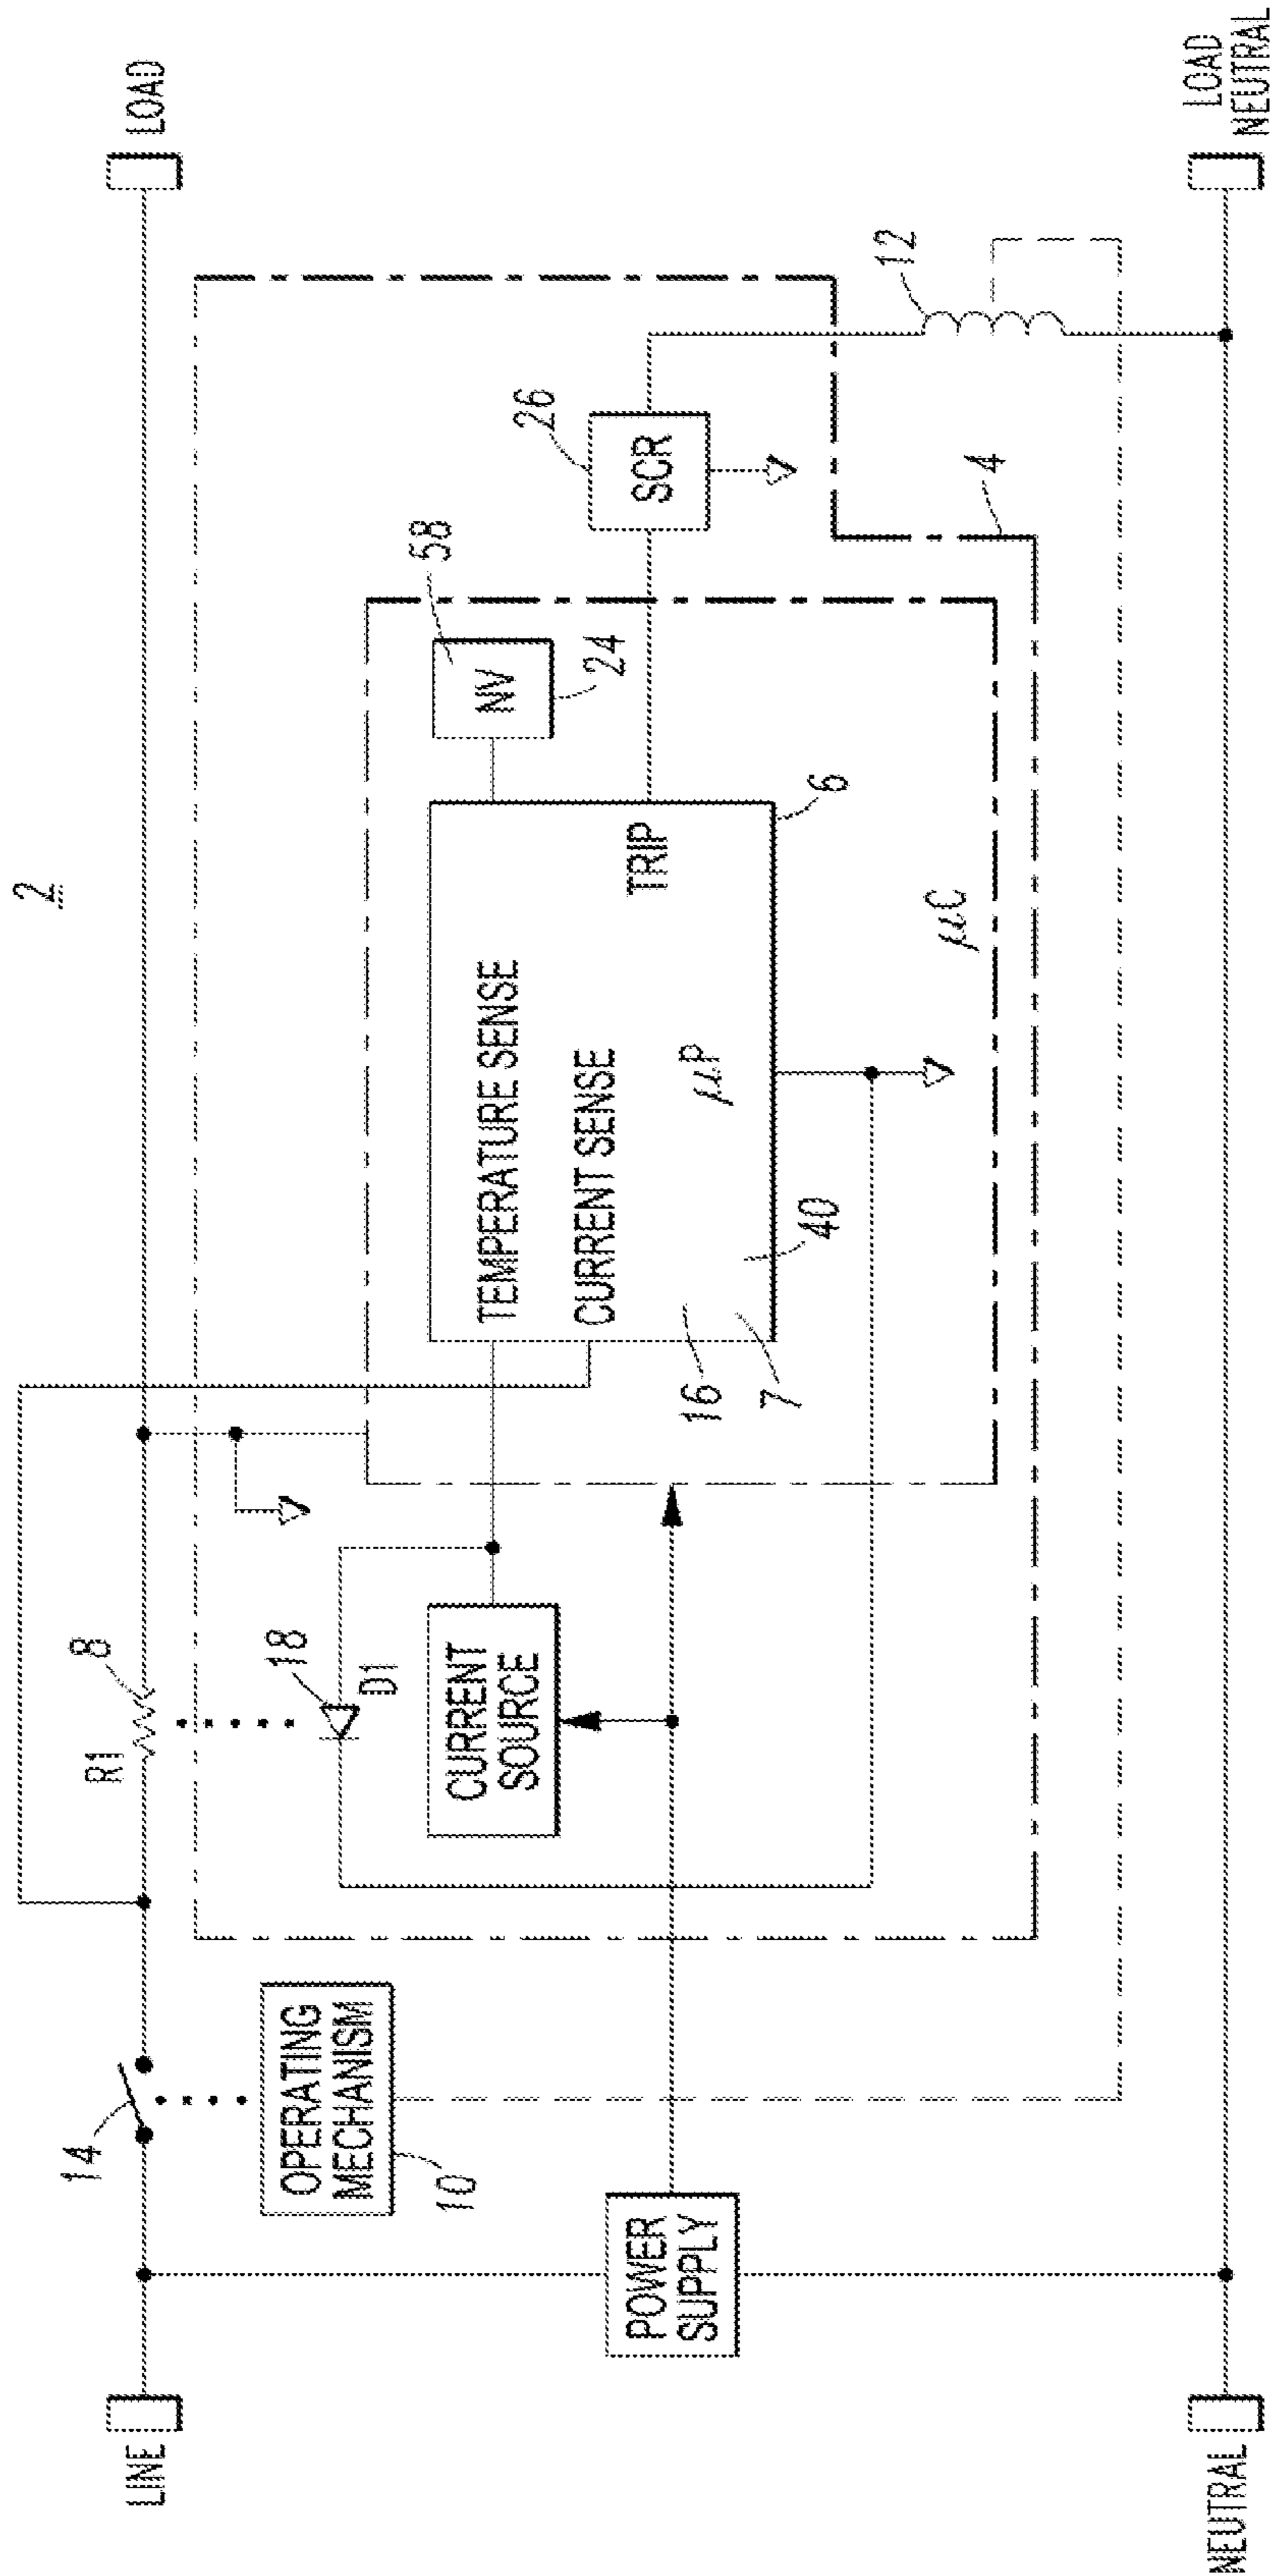 2
LINE
14
R1
8
LOAD
OPERATING
MECHANISM
10
18
D1
CURRENT
SOURCE
TEMPERATURE SENSE
CURRENT SENSE
µP
TRIP
16
7
40
6
NV
58
24
SCR
26
12
µC
4
POWER
SUPPLY
NEUTRAL
LOAD
NEUTRAL